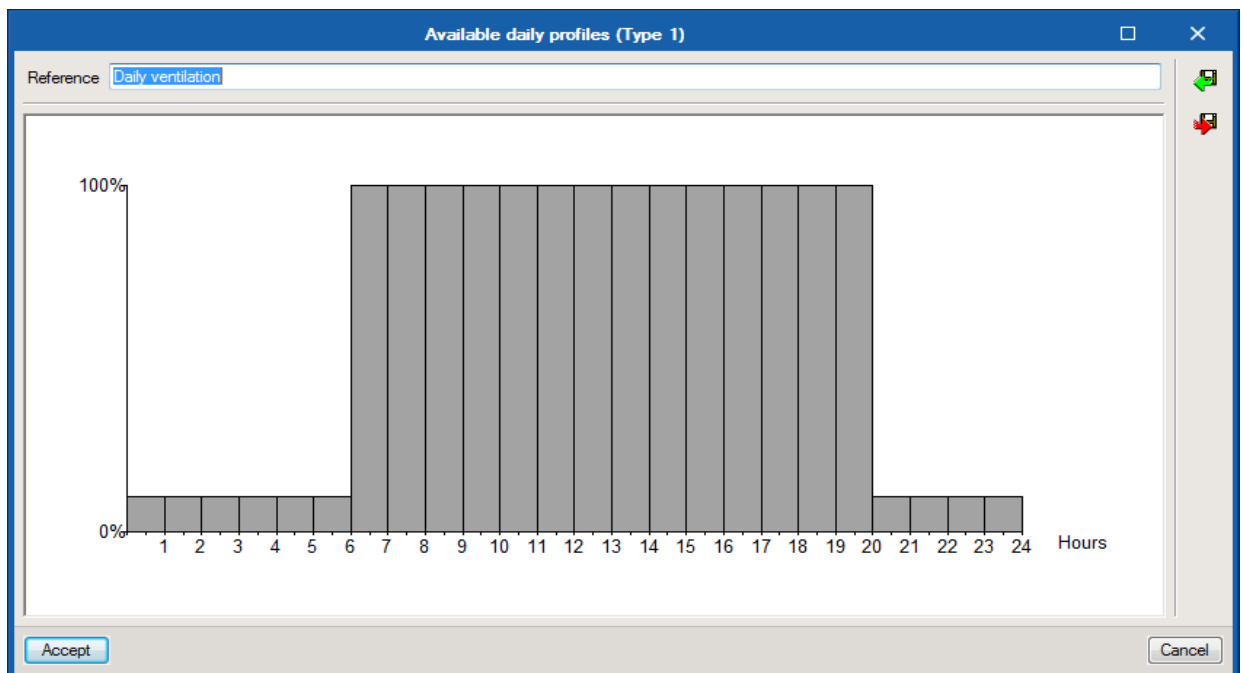 Available daily profiles (Type 1)
Reference Daily ventilation
100%
0%
1 2 3 4 5 6 7 8 9 10 11 12 13 14 15 16 17 18 19 20 21 22 23 24 Hours
Accept Cancel